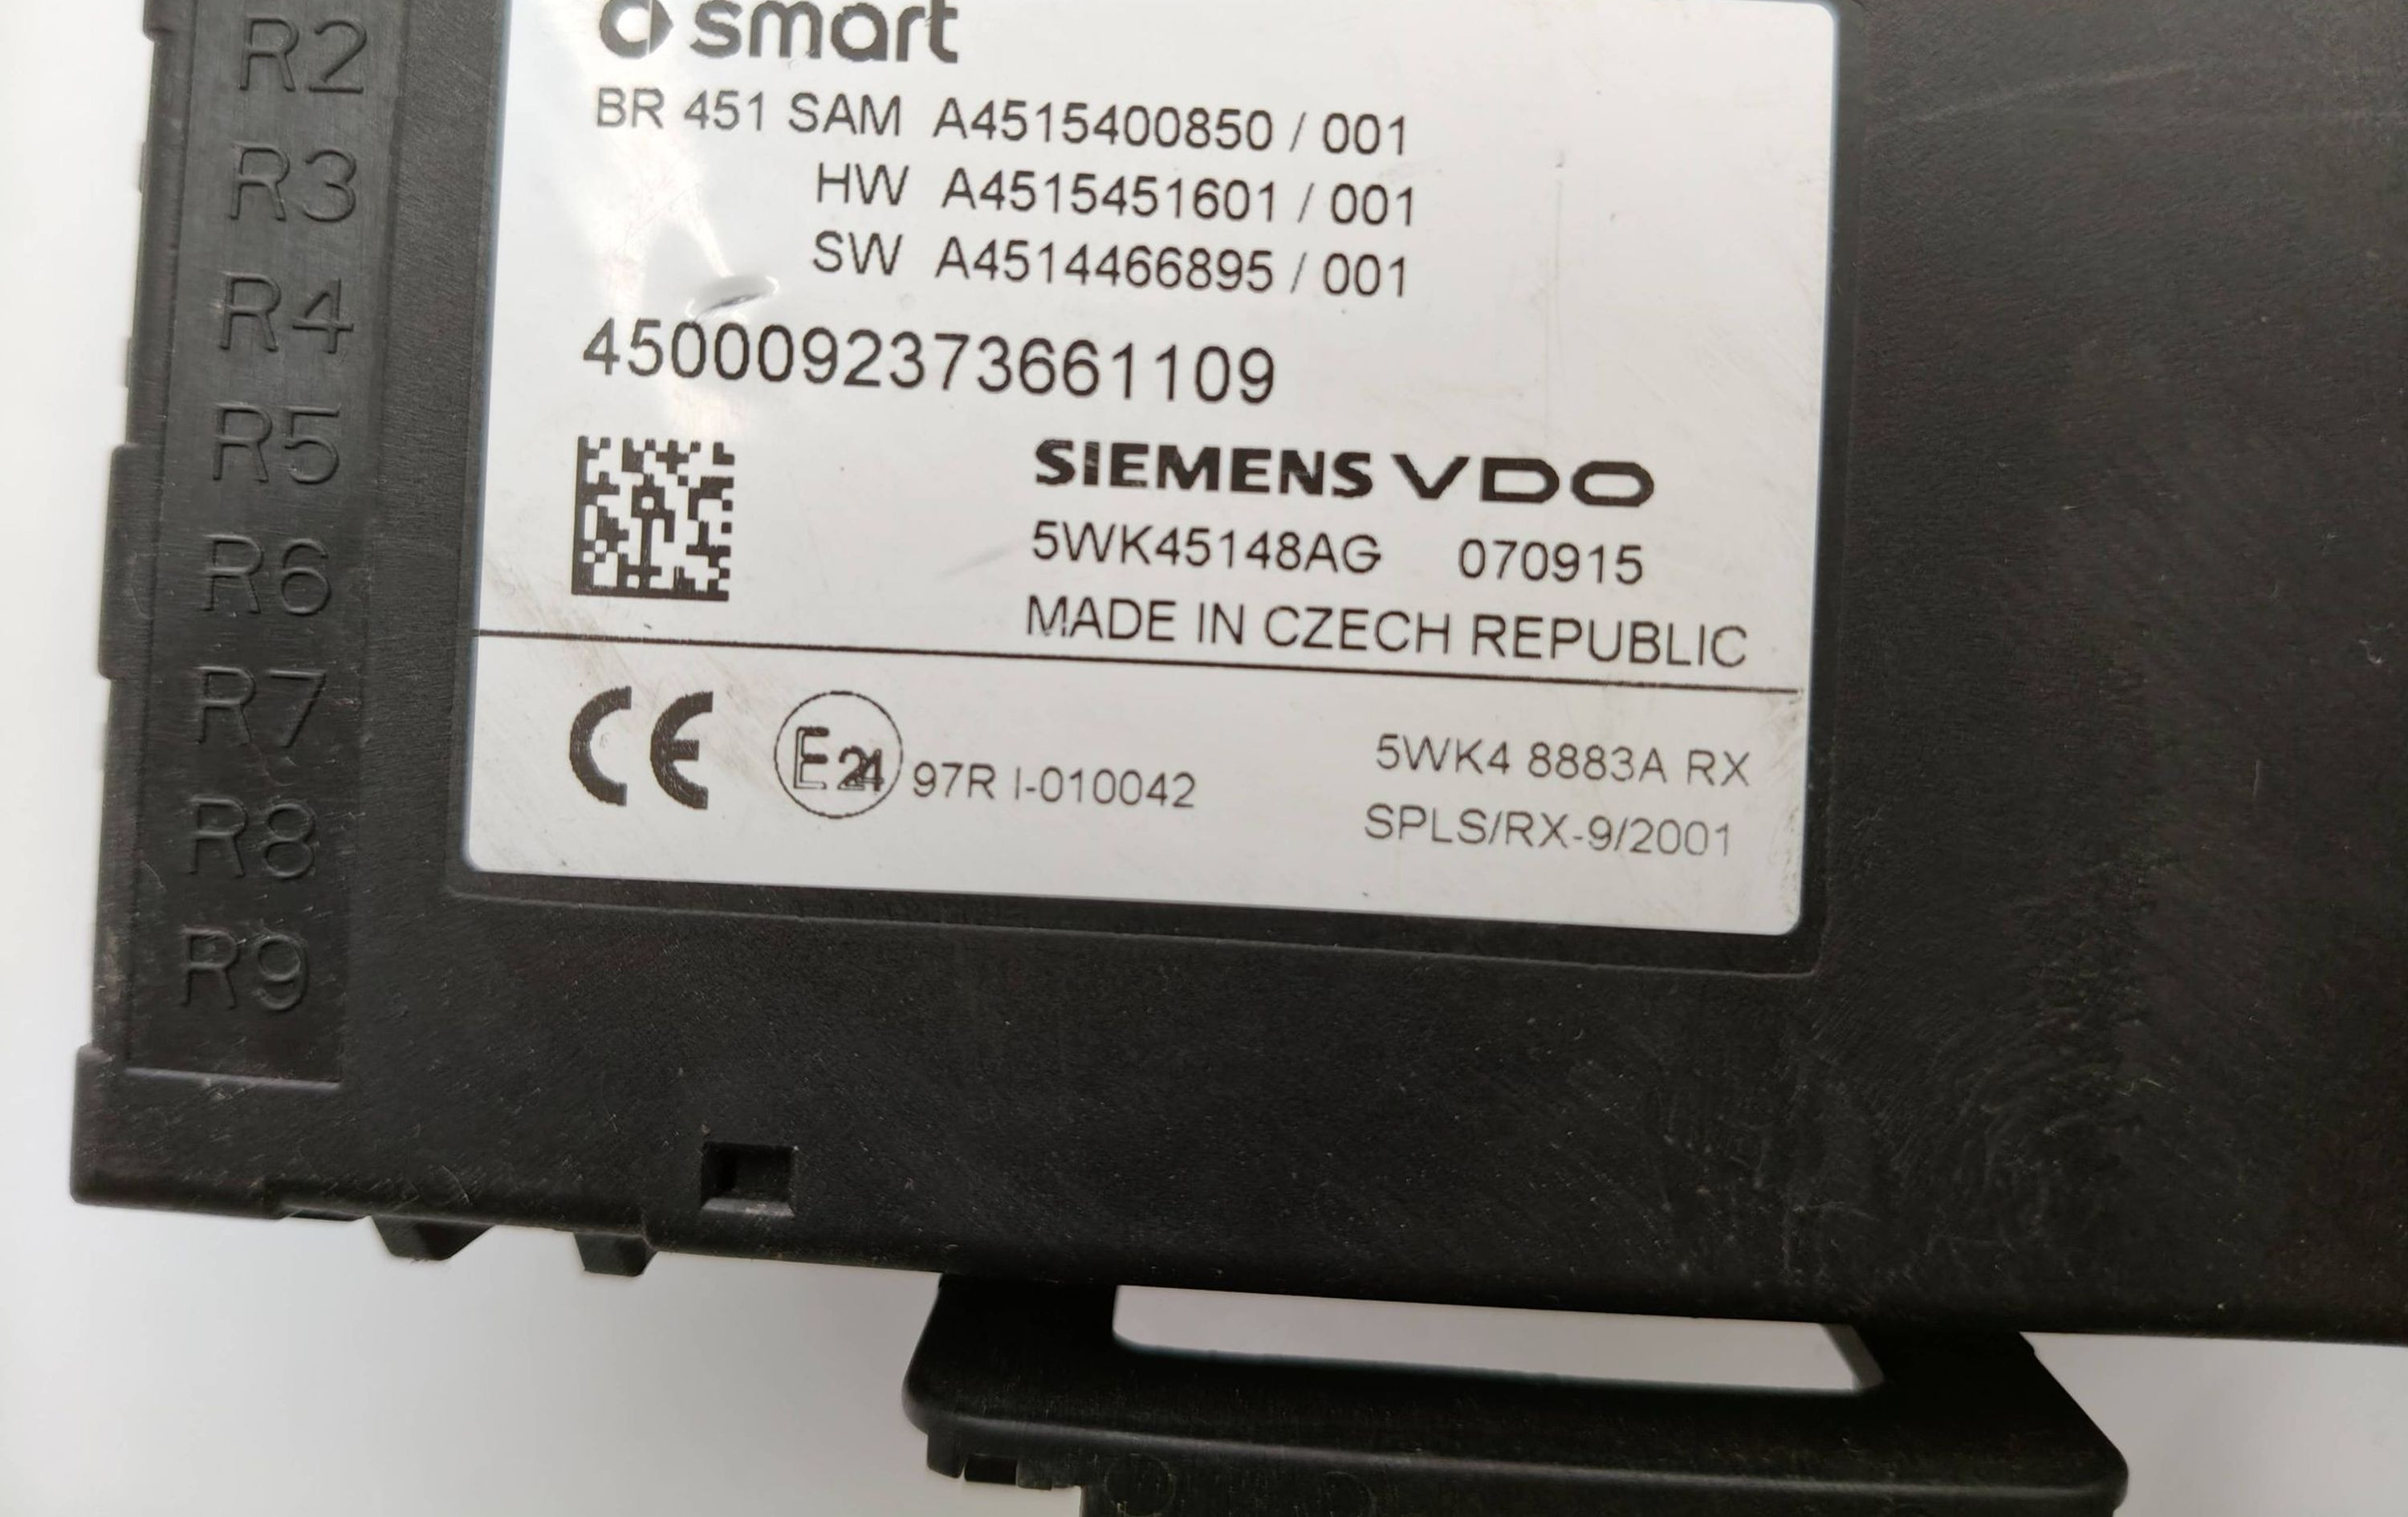 smart
BR 451 SAM A4515400850 / 001
HW A4515451601 / 001
SW A4514466895 / 001
4500092373661109
SIEMENS VDO
5WK45148AG 070915
MADE IN CZECH REPUBLIC
CE E 97R I-010042
5WK4 8883A RX
SPLS/RX-9/2001
R2
R3
R4
R5
R6
R7
R8
R9